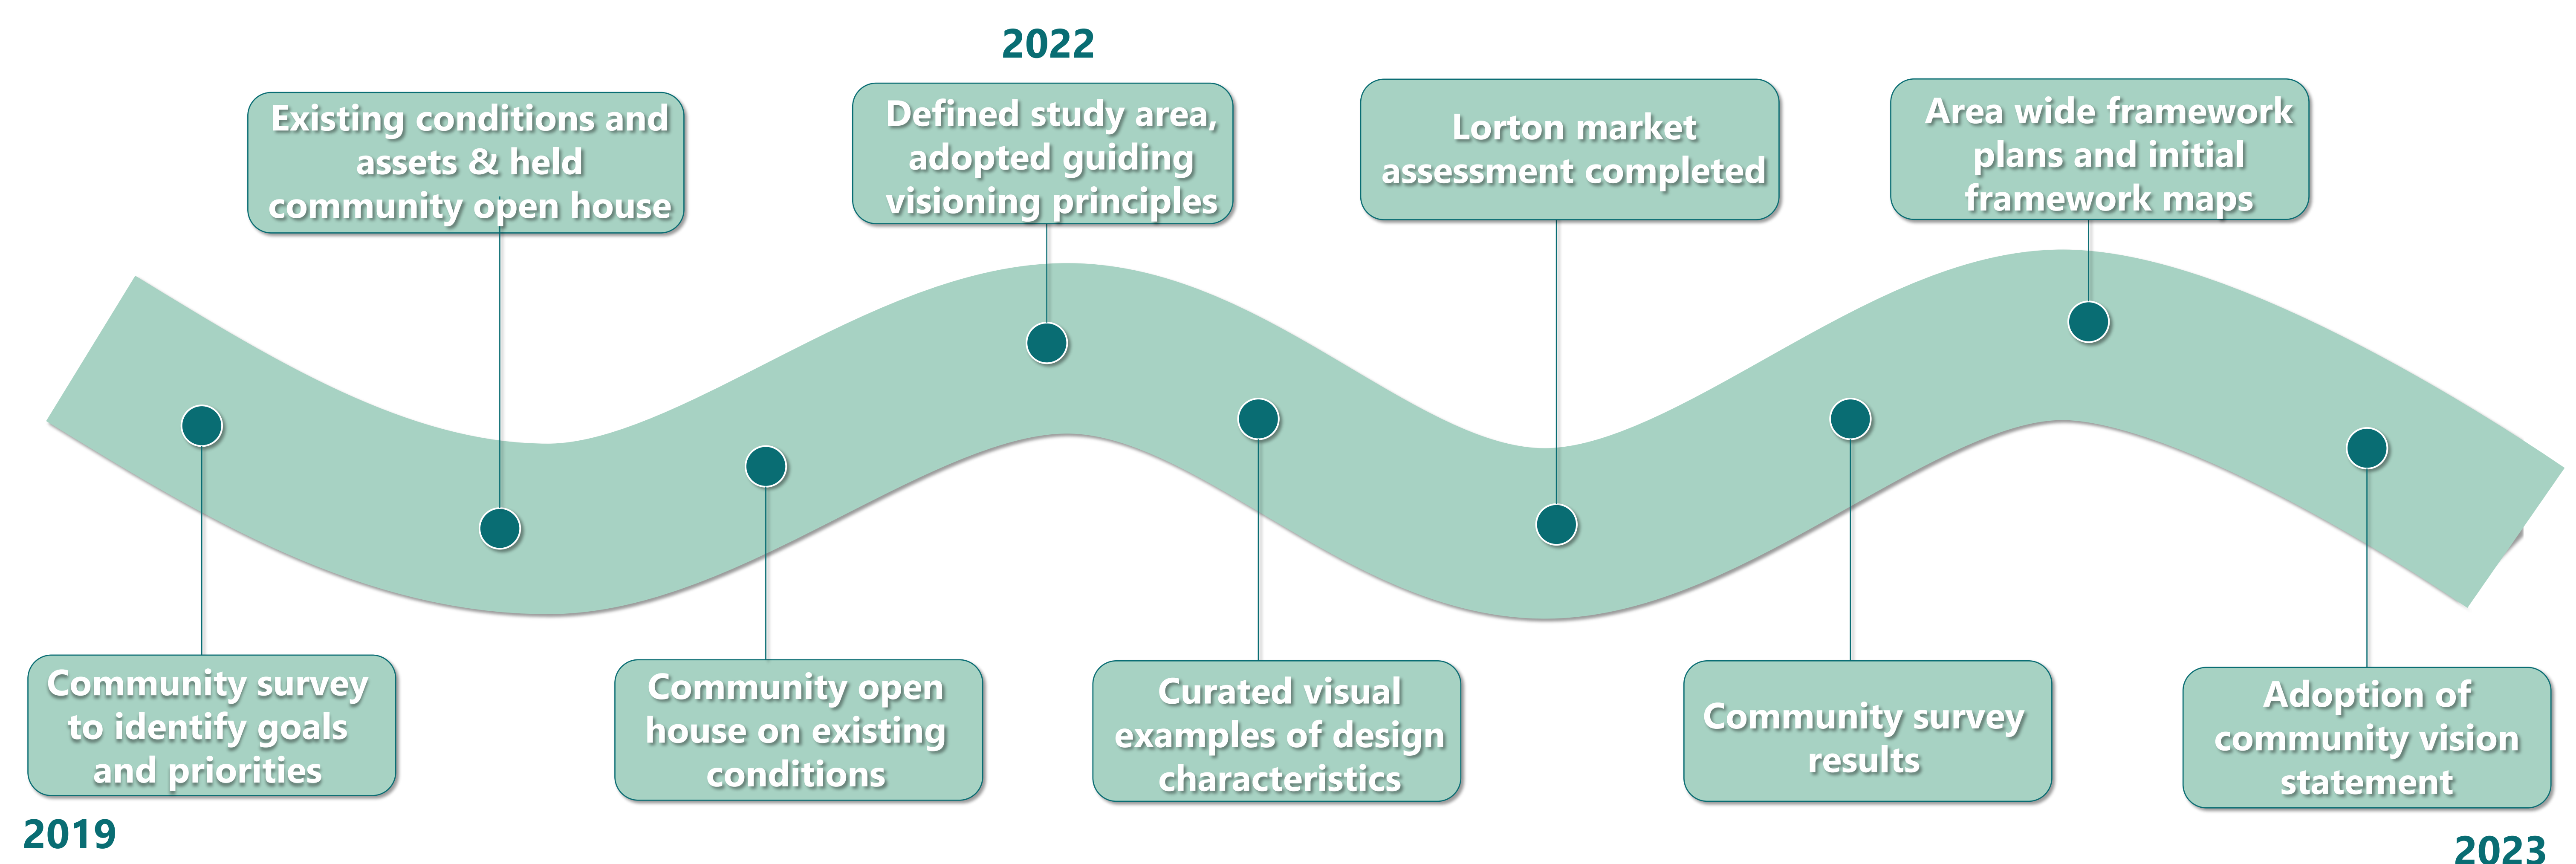 2022
Existing conditions and
assets & held
community open house
Defined study area,
adopted guiding
visioning principles
Lorton market
assessment completed
Area wide framework
plans and initial
framework maps
Community survey
to identify goals
and priorities
Community open
house on existing
conditions
Curated visual
examples of design
characteristics
Community survey
results
Adoption of
community vision
statement
2019
2023